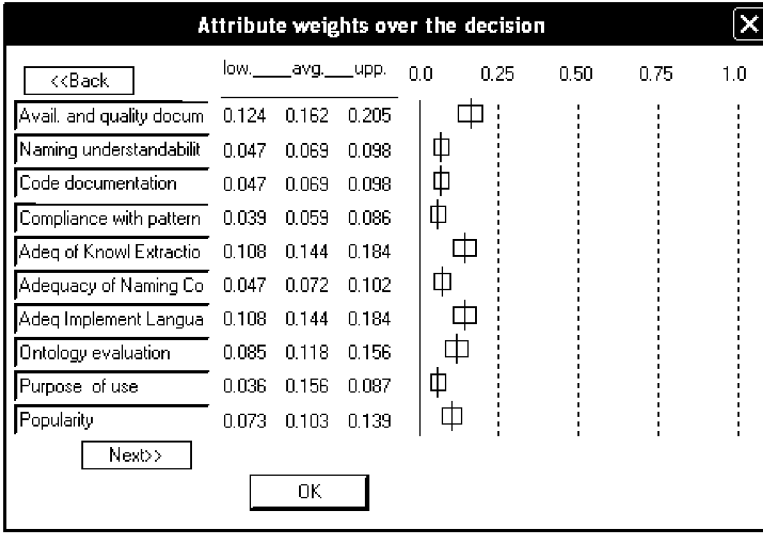 Attribute weights over the decision
<<Back low.____avg.___upp. 0.0 0.25 0.50 0.75 1.0
Avail. and quality docum 0.124 0.162 0.205
Naming understandabilit 0.047 0.069 0.098
Code documentation 0.047 0.069 0.098
Compliance with pattern 0.039 0.059 0.086
Adeq of Knowl Extractio 0.108 0.144 0.184
Adequacy of Naming Co 0.047 0.072 0.102
Adeq Implement Langua 0.108 0.144 0.184
Ontology evaluation 0.085 0.118 0.156
Purpose of use 0.036 0.156 0.087
Popularity 0.073 0.103 0.139
Next>>
OK